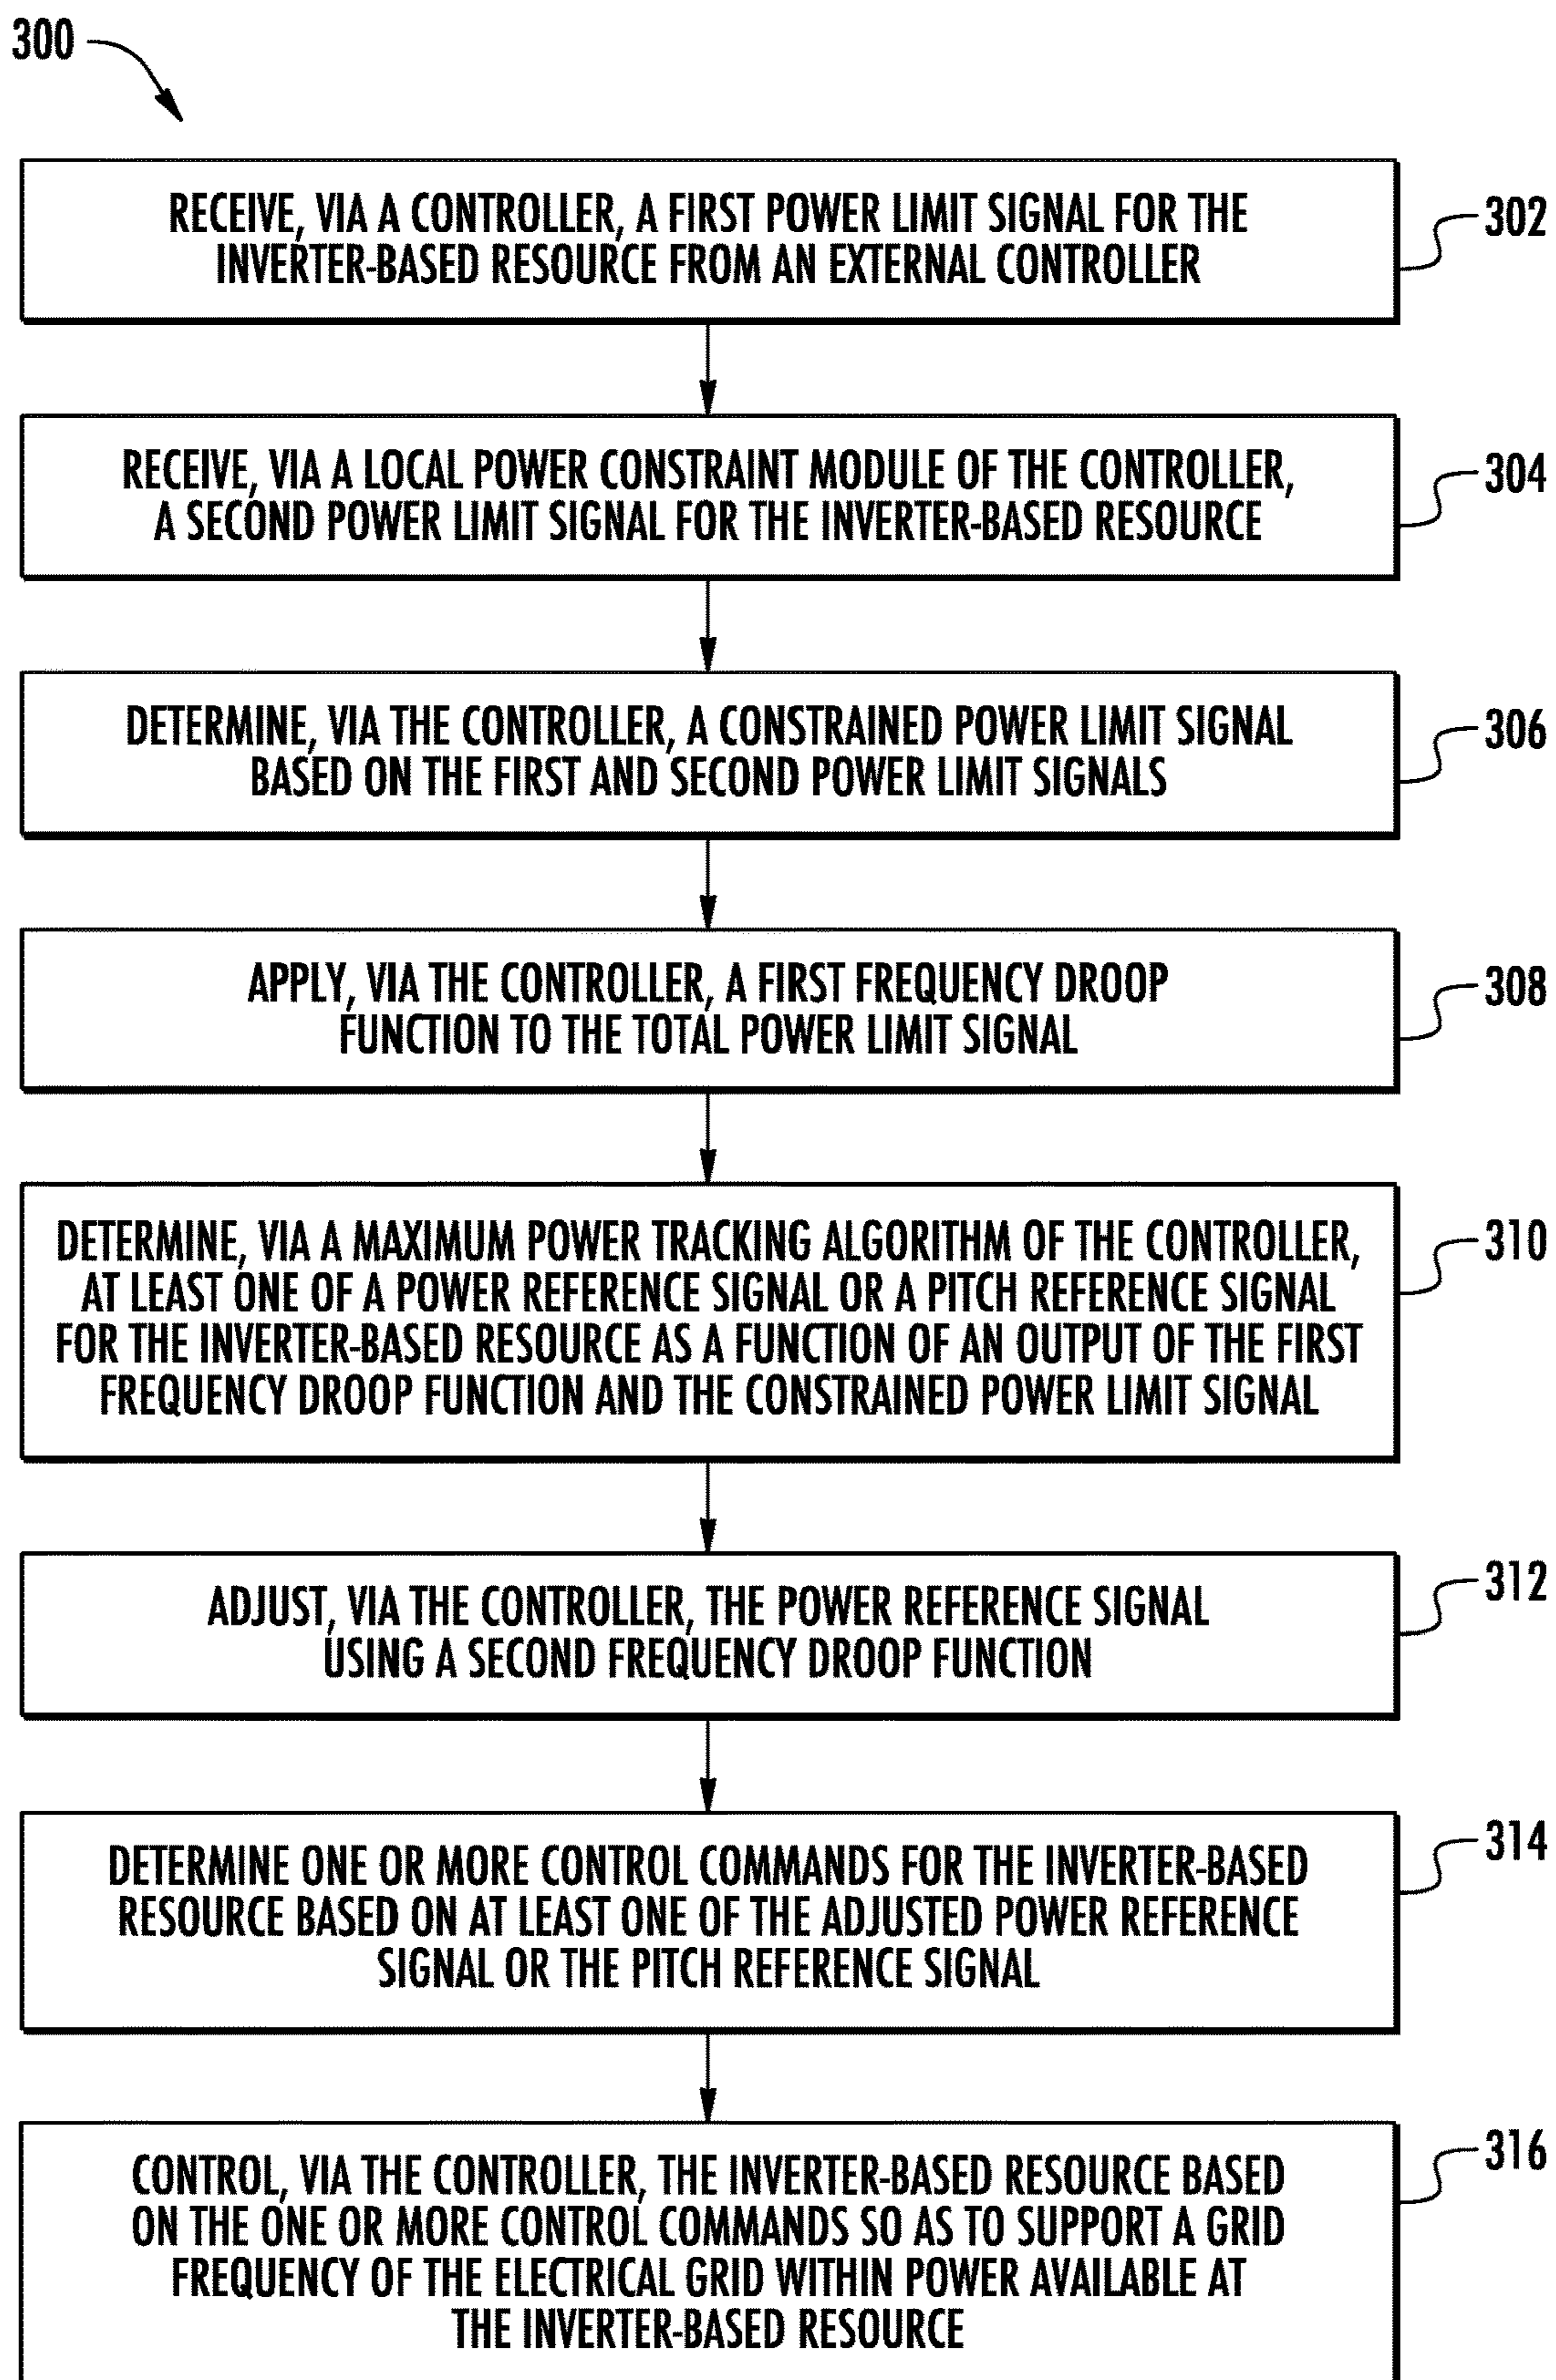 300
RECEIVE, VIA A CONTROLLER, A FIRST POWER LIMIT SIGNAL FOR THE
INVERTER-BASED RESOURCE FROM AN EXTERNAL CONTROLLER
302
RECEIVE, VIA A LOCAL POWER CONSTRAINT MODULE OF THE CONTROLLER,
A SECOND POWER LIMIT SIGNAL FOR THE INVERTER-BASED RESOURCE
304
DETERMINE, VIA THE CONTROLLER, A CONSTRAINED POWER LIMIT SIGNAL
BASED ON THE FIRST AND SECOND POWER LIMIT SIGNALS
306
APPLY, VIA THE CONTROLLER, A FIRST FREQUENCY DROOP
FUNCTION TO THE TOTAL POWER LIMIT SIGNAL
308
DETERMINE, VIA A MAXIMUM POWER TRACKING ALGORITHM OF THE CONTROLLER,
AT LEAST ONE OF A POWER REFERENCE SIGNAL OR A PITCH REFERENCE SIGNAL
FOR THE INVERTER-BASED RESOURCE AS A FUNCTION OF AN OUTPUT OF THE FIRST
FREQUENCY DROOP FUNCTION AND THE CONSTRAINED POWER LIMIT SIGNAL
310
ADJUST, VIA THE CONTROLLER, THE POWER REFERENCE SIGNAL
USING A SECOND FREQUENCY DROOP FUNCTION
312
DETERMINE ONE OR MORE CONTROL COMMANDS FOR THE INVERTER-BASED
RESOURCE BASED ON AT LEAST ONE OF THE ADJUSTED POWER REFERENCE
SIGNAL OR THE PITCH REFERENCE SIGNAL
314
CONTROL, VIA THE CONTROLLER, THE INVERTER-BASED RESOURCE BASED
ON THE ONE OR MORE CONTROL COMMANDS SO AS TO SUPPORT A GRID
FREQUENCY OF THE ELECTRICAL GRID WITHIN POWER AVAILABLE AT
THE INVERTER-BASED RESOURCE
316